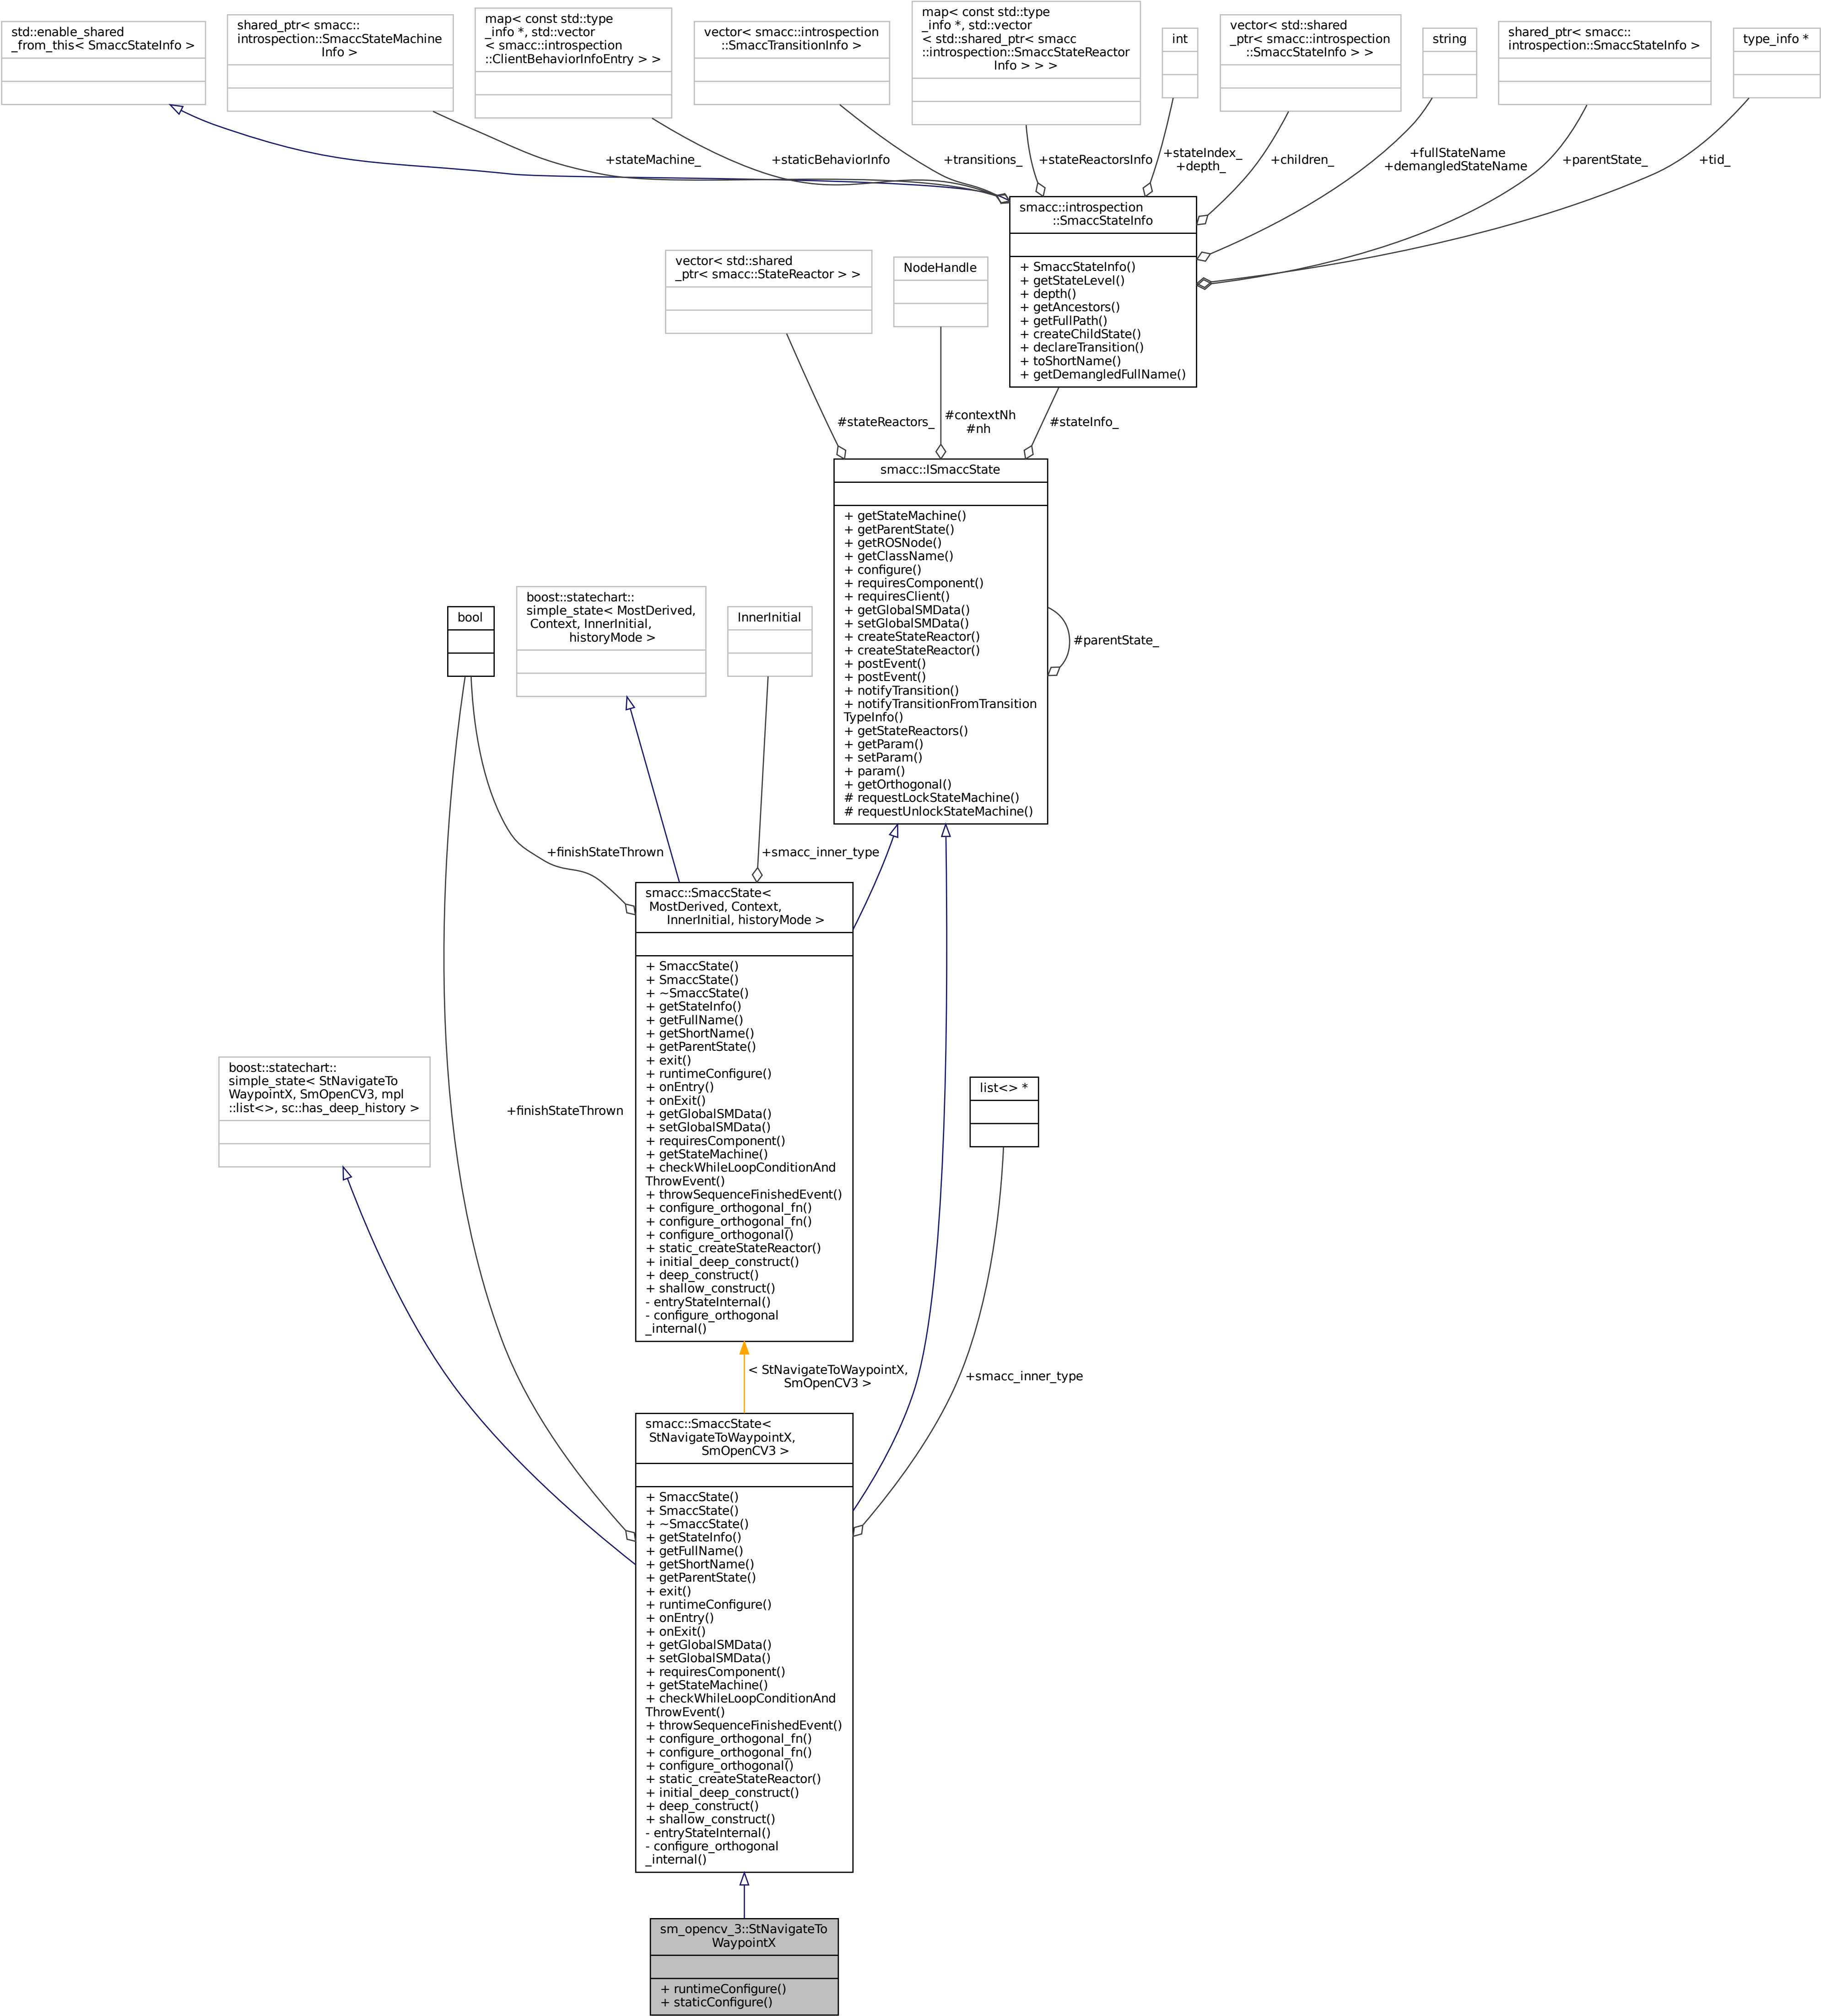 std::enable_shared
_from_this< SmaccStateInfo >
shared_ptr< smacc::
introspection::SmaccStateMachine
Info >
map< const std::type
_info *, std::vector
< smacc::introspection
::ClientBehaviorInfoEntry > >
vector< smacc::introspection
::SmaccTransitionInfo >
map< const std::type
_info *, std::vector
< std::shared_ptr< smacc
::introspection::SmaccStateReactor
Info > > >
int
vector< std::shared
_ptr< smacc::introspection
::SmaccStateInfo > >
string
shared_ptr< smacc::
introspection::SmaccStateInfo >
type_info *
+stateMachine_
+staticBehaviorInfo
+transitions_
+stateReactorsInfo
+stateIndex_
+depth_
+children_
+fullStateName
+demangledStateName
+parentState_
+tid_
smacc::introspection
::SmaccStateInfo
+ SmaccStateInfo()
+ getStateLevel()
+ depth()
+ getAncestors()
+ getFullPath()
+ createChildState()
+ declareTransition()
+ toShortName()
+ getDemangledFullName()
vector< std::shared
_ptr< smacc::StateReactor > >
NodeHandle
#stateReactors_
#contextNh
#nh
#stateInfo_
smacc::ISmaccState
+ getStateMachine()
+ getParentState()
+ getROSNode()
+ getClassName()
+ configure()
+ requiresComponent()
+ requiresClient()
+ getGlobalSMData()
+ setGlobalSMData()
+ createStateReactor()
+ createStateReactor()
+ postEvent()
+ postEvent()
+ notifyTransition()
+ notifyTransitionFromTransition
TypeInfo()
+ getStateReactors()
+ getParam()
+ setParam()
+ param()
+ getOrthogonal()
# requestLockStateMachine()
# requestUnlockStateMachine()
#parentState_
bool
boost::statechart::
simple_state< MostDerived,
Context, InnerInitial,
historyMode >
InnerInitial
+finishStateThrown
+smacc_inner_type
smacc::SmaccState<
MostDerived, Context,
InnerInitial, historyMode >
+ SmaccState()
+ SmaccState()
+ ~SmaccState()
+ getStateInfo()
+ getFullName()
+ getShortName()
+ getParentState()
+ exit()
+ runtimeConfigure()
+ onEntry()
+ onExit()
+ getGlobalSMData()
+ setGlobalSMData()
+ requiresComponent()
+ getStateMachine()
+ checkWhileLoopConditionAnd
ThrowEvent()
+ throwSequenceFinishedEvent()
+ configure_orthogonal_fn()
+ configure_orthogonal_fn()
+ configure_orthogonal()
+ static_createStateReactor()
+ initial_deep_construct()
+ deep_construct()
+ shallow_construct()
- entryStateInternal()
- configure_orthogonal
_internal()
boost::statechart::
simple_state< StNavigateTo
WaypointX, SmOpenCV3, mpl
::list<>, sc::has_deep_history >
+finishStateThrown
list<> *
< StNavigateToWaypointX,
SmOpenCV3 >
+smacc_inner_type
smacc::SmaccState<
StNavigateToWaypointX,
SmOpenCV3 >
+ SmaccState()
+ SmaccState()
+ ~SmaccState()
+ getStateInfo()
+ getFullName()
+ getShortName()
+ getParentState()
+ exit()
+ runtimeConfigure()
+ onEntry()
+ onExit()
+ getGlobalSMData()
+ setGlobalSMData()
+ requiresComponent()
+ getStateMachine()
+ checkWhileLoopConditionAnd
ThrowEvent()
+ throwSequenceFinishedEvent()
+ configure_orthogonal_fn()
+ configure_orthogonal_fn()
+ configure_orthogonal()
+ static_createStateReactor()
+ initial_deep_construct()
+ deep_construct()
+ shallow_construct()
- entryStateInternal()
- configure_orthogonal
_internal()
sm_opencv_3::StNavigateTo
WaypointX
+ runtimeConfigure()
+ staticConfigure()